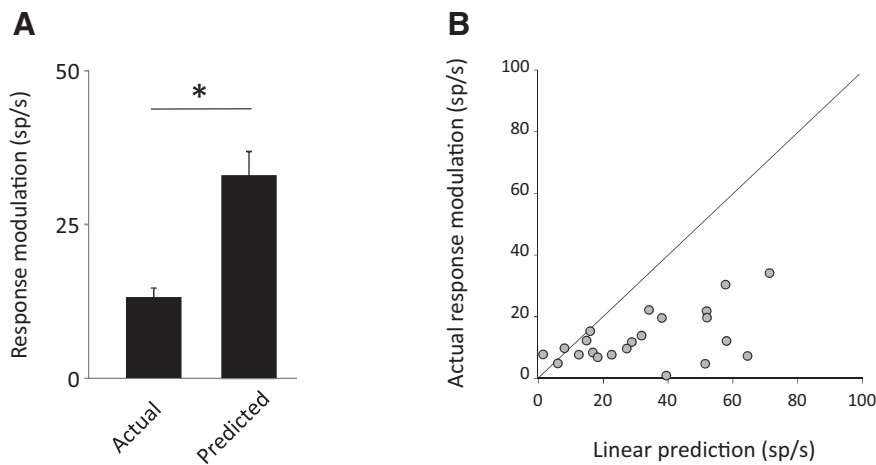 A
Response modulation (sp/s)
50
25
0
*
Actual
Predicted
B
Actual response modulation (sp/s)
100
80
60
40
20
0
0 20 40 60 80 100
Linear prediction (sp/s)